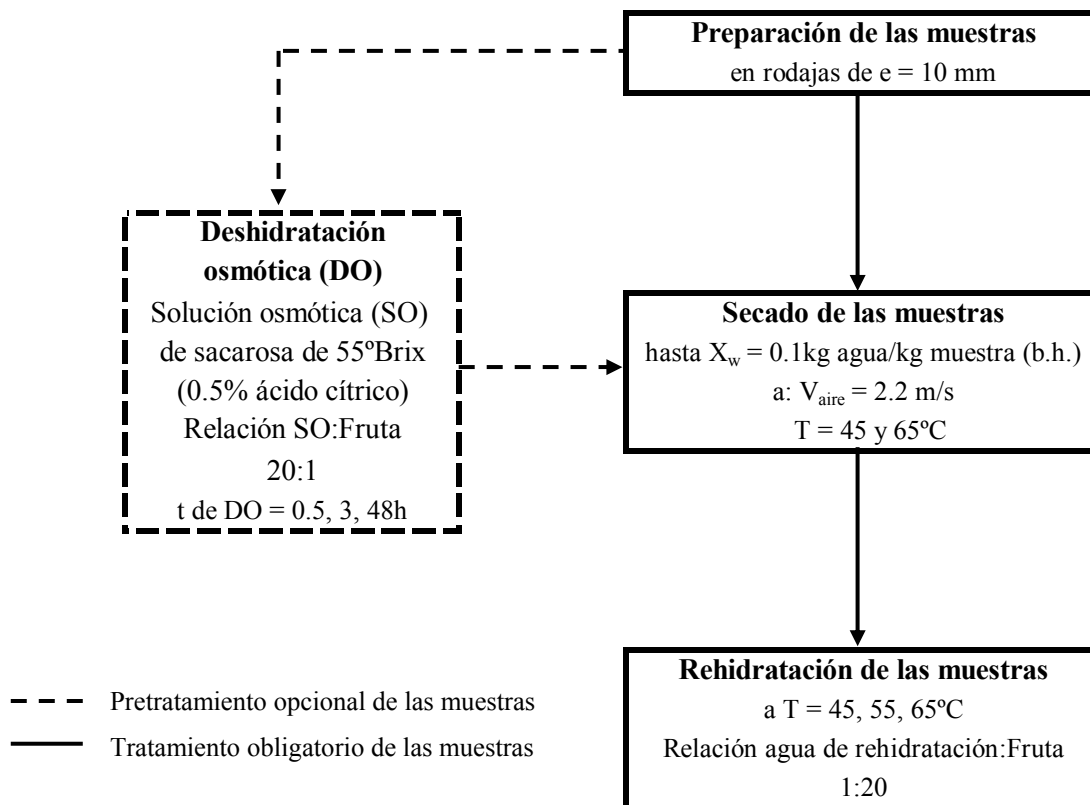 Preparación de las muestras
en rodajas de e = 10 mm
Deshidratación
osmótica (DO)
Solución osmótica (SO)
de sacarosa de 55ºBrix
(0.5% ácido cítrico)
Relación SO:Fruta
20:1
t de DO = 0.5, 3, 48h
Secado de las muestras
hasta Xw = 0.1kg agua/kg muestra (b.h.)
a: Vaire = 2.2 m/s
T = 45 y 65ºC
Rehidratación de las muestras
a T = 45, 55, 65ºC
Relación agua de rehidratación:Fruta
1:20
Pretratamiento opcional de las muestras
Tratamiento obligatorio de las muestras